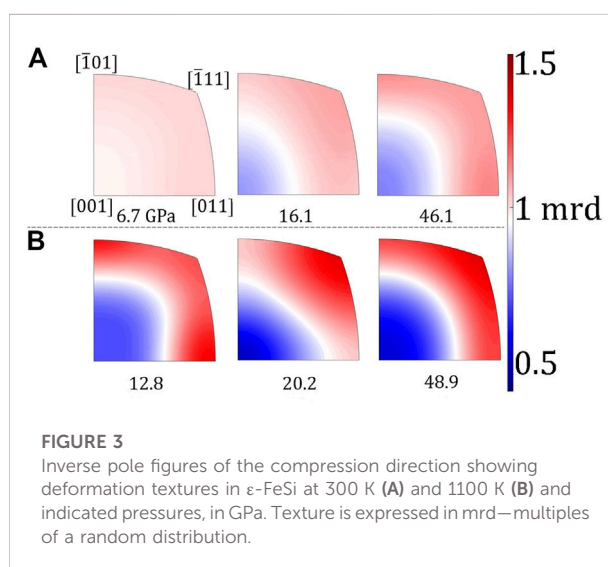 A
[1̅01]
[1̅11]
1.5
[001]
6.7 GPa
[011]
16.1
46.1
1 mrd
B
12.8
20.2
48.9
0.5
FIGURE 3
Inverse pole figures of the compression direction showing
deformation textures in ε-FeSi at 300 K (A) and 1100 K (B) and
indicated pressures, in GPa. Texture is expressed in mrd—multiples
of a random distribution.